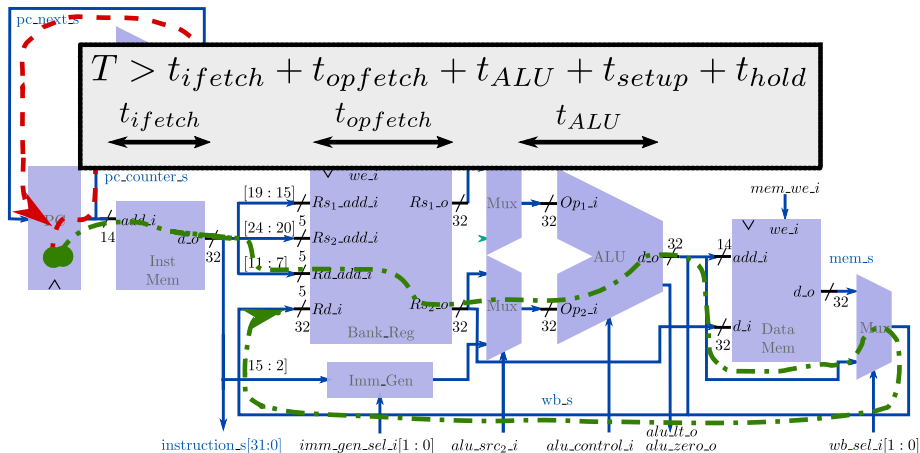 pc_next_s
T > t_ifetch + t_opfetch + t_ALU + t_setup + t_hold
t_ifetch t_opfetch t_ALU
pc_counter_s
we_i
mem_we_i
PC
add_i
14
d_o
32
Inst
Mem
[19 : 15]
5
Rs1_add_i
[24 : 20]
5
Rs2_add_i
[11 : 7]
5
Rd_add_i
Rd_i
32
Rs1_o
32
Rs2_o
32
Bank_Reg
Mux
32
Op1_i
Mux
32
Op2_i
ALU
d_o
32
14
we_i
add_i
d_o
32
d_i
32
Data
Mem
mem_s
Mux
[15 : 2]
Imm_Gen
wb_s
instruction_s[31:0]
imm_gen_sel_i[1 : 0]
alu_src2_i
alu_control_i
alu_lt_o
alu_zero_o
wb_sel_i[1 : 0]